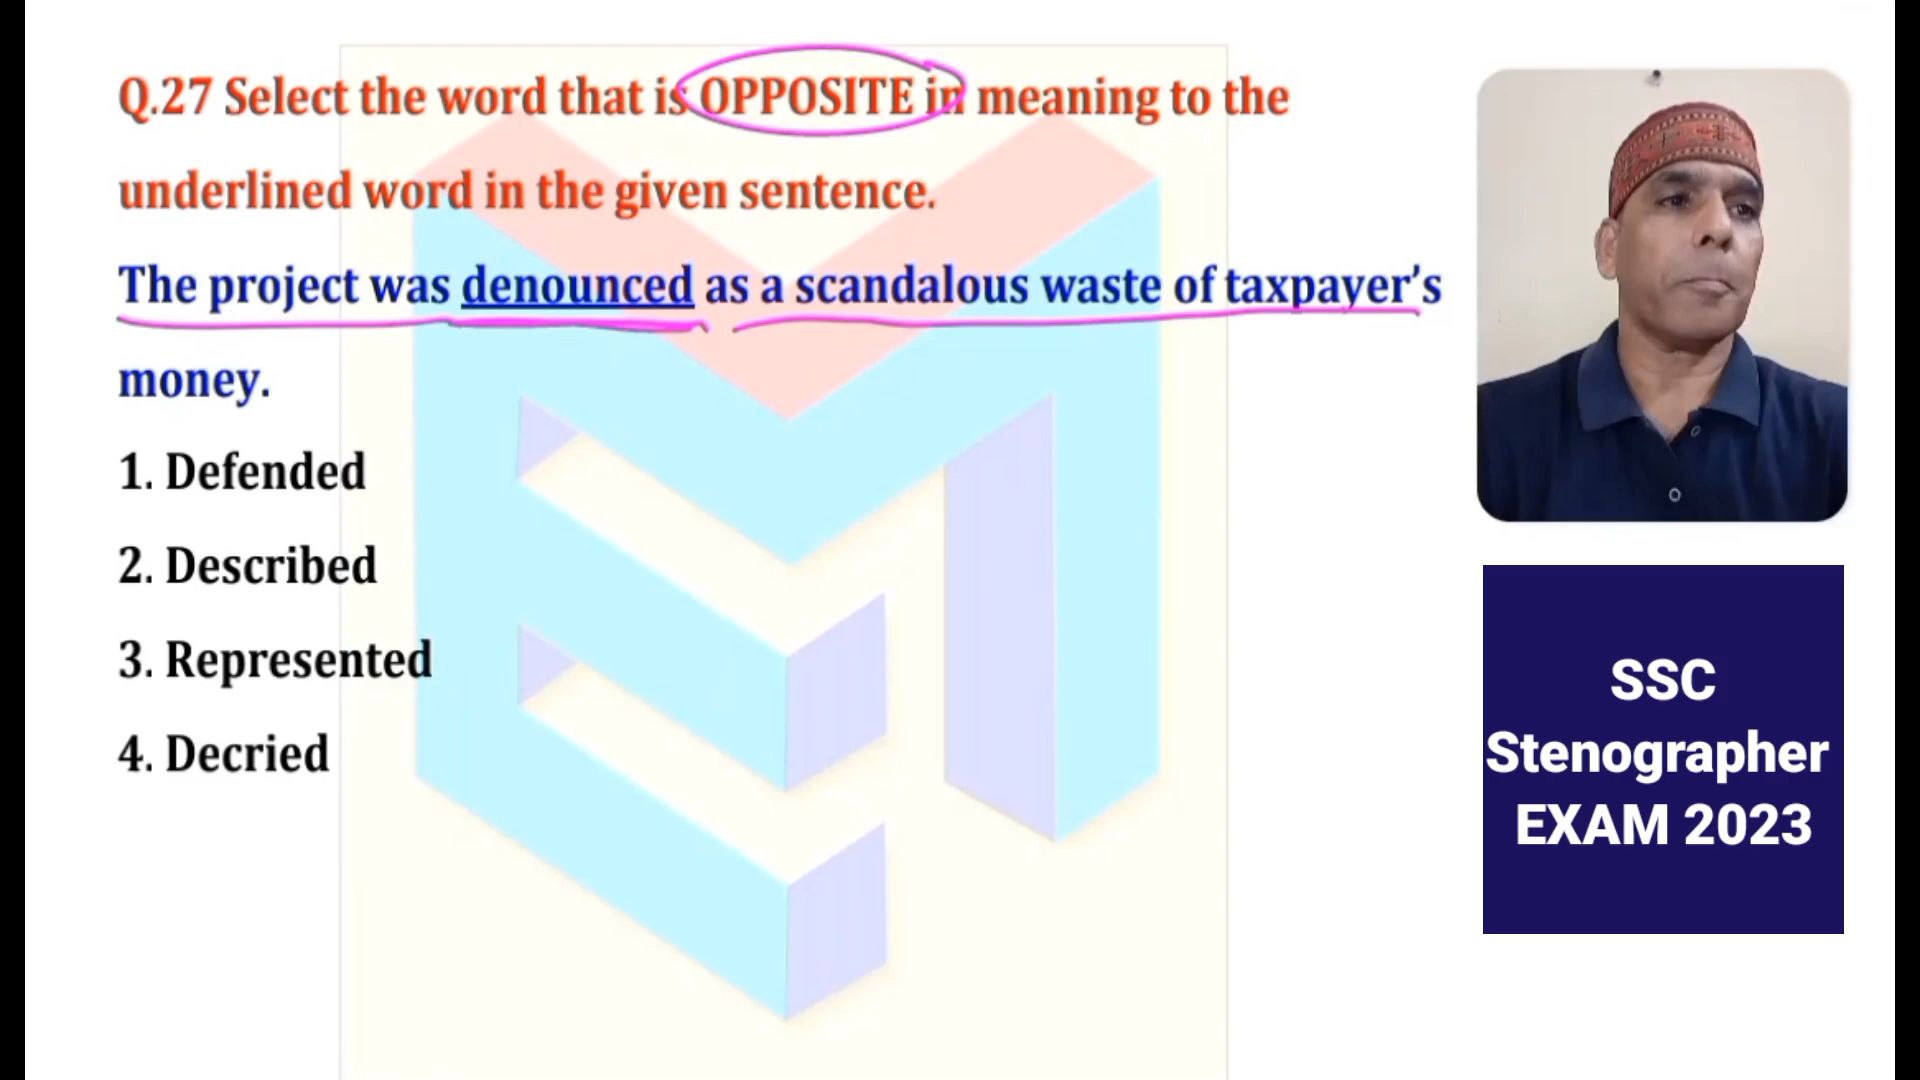 Q.27 Select the word that is OPPOSITE in meaning to the
underlined word in the given sentence.
The project was denounced as a scandalous waste of taxpayer’s
money.
1. Defended
2. Described
3. Represented
4. Decried
SSC
Stenographer
EXAM 2023